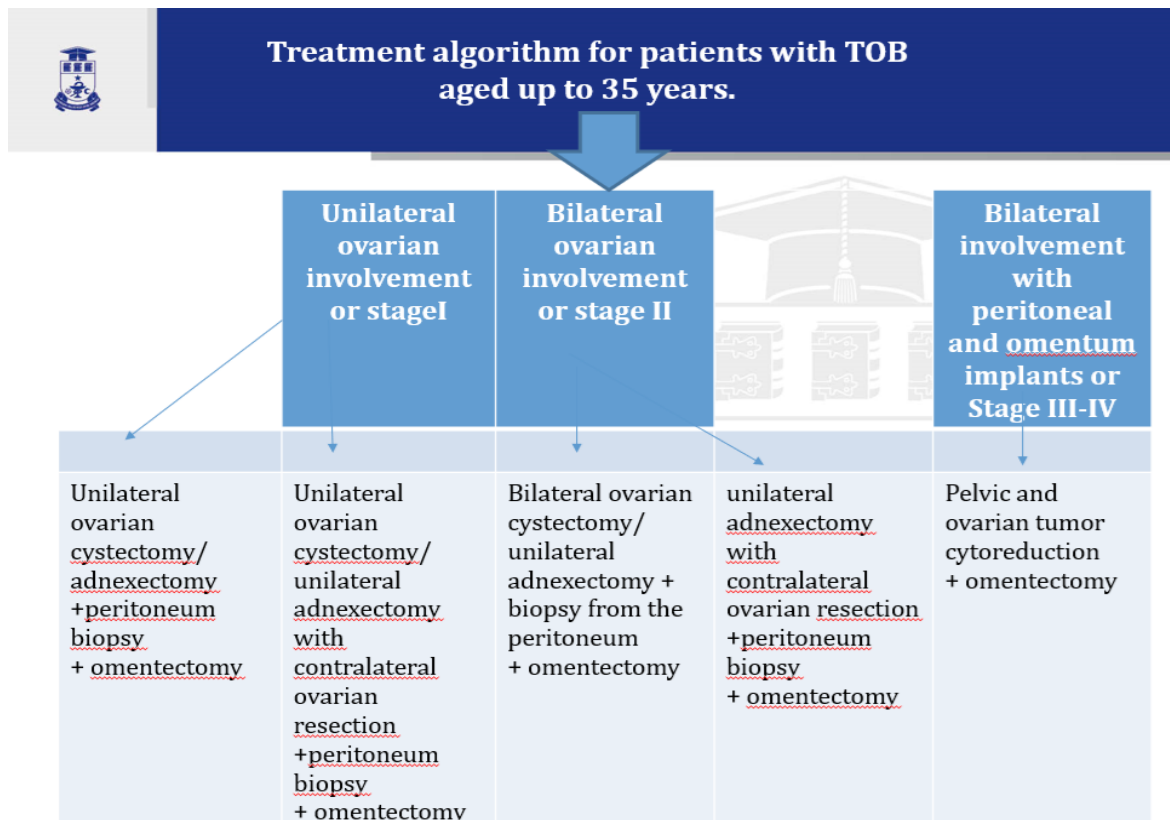 Treatment algorithm for patients with TOB
aged up to 35 years.
Unilateral
ovarian
involvement
or stageI
Bilateral
ovarian
involvement
or stage II
Bilateral
involvement
with
peritoneal
and omentum
implants or
Stage III-IV
Unilateral
ovarian
cystectomy/
adnexectomy
+peritoneum
biopsy
+ omentectomy
Unilateral
ovarian
cystectomy/
unilateral
adnexectomy
with
contralateral
ovarian
resection
+peritoneum
biopsy
+ omentectomy
Bilateral ovarian
cystectomy/
unilateral
adnexectomy +
biopsy from the
peritoneum
+ omentectomy
unilateral
adnexectomy
with
contralateral
ovarian resection
+peritoneum
biopsy
+ omentectomy
Pelvic and
ovarian tumor
cytoreduction
+ omentectomy